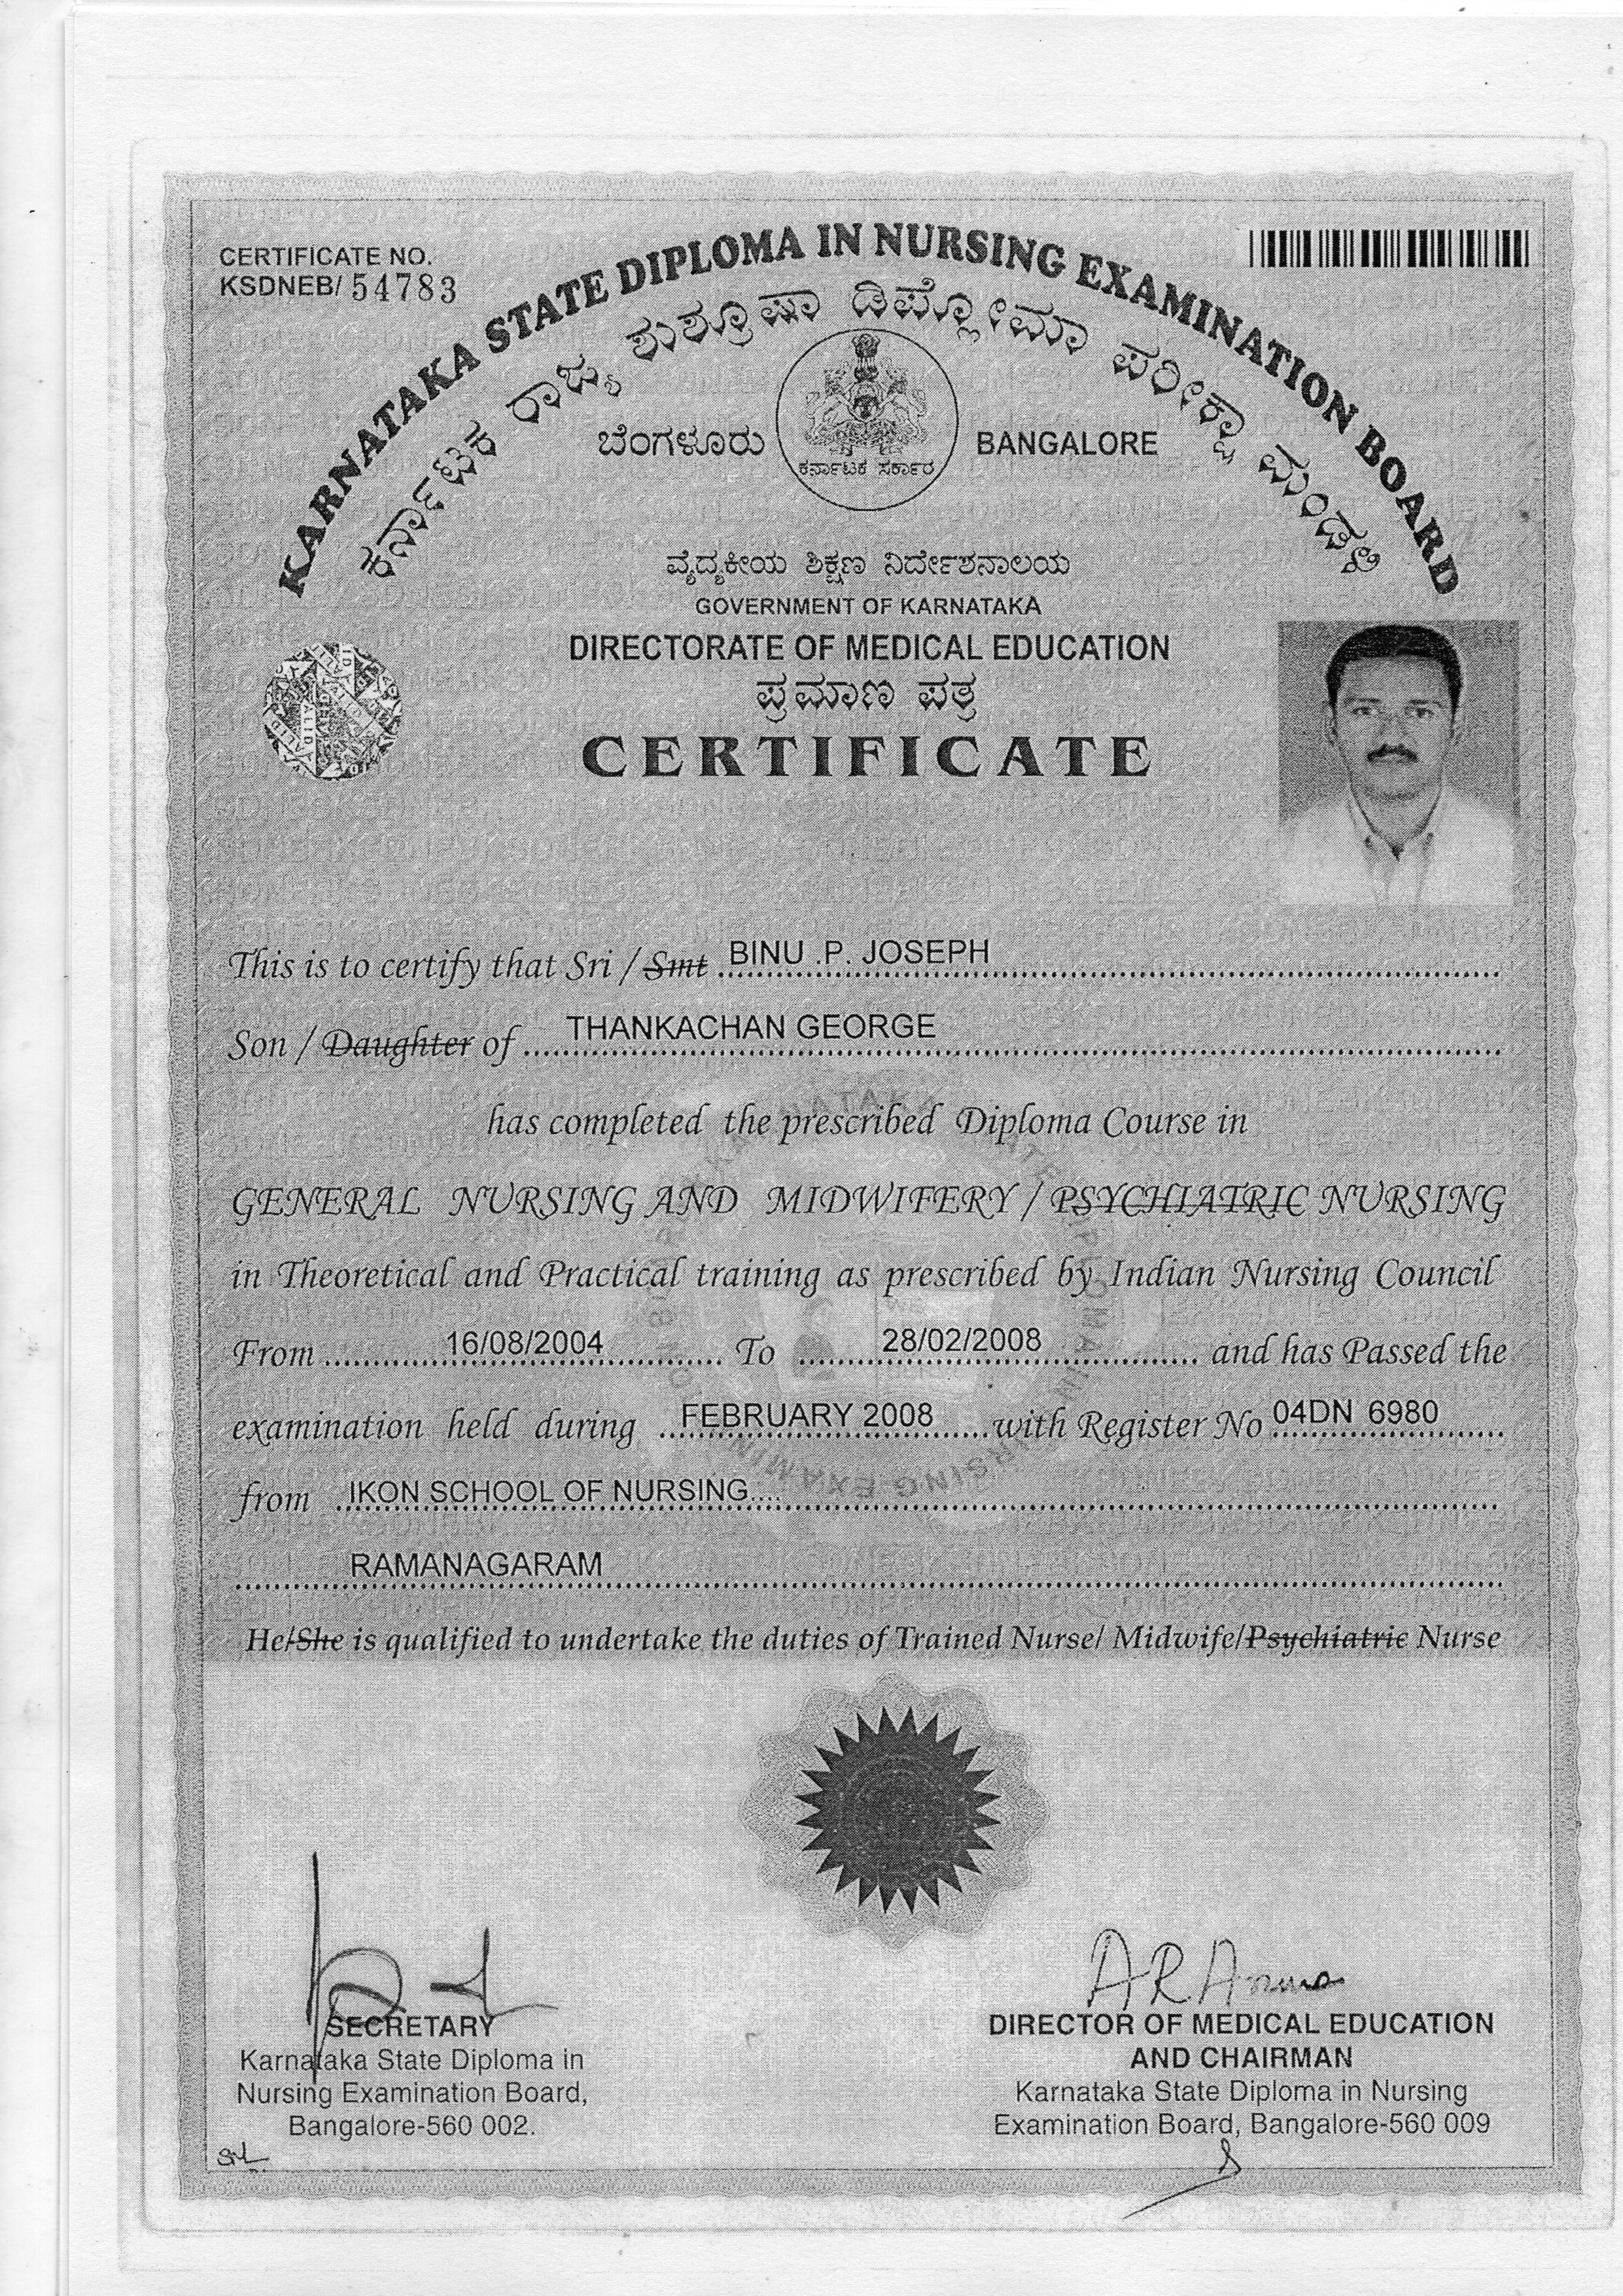 CERTIFICATE NO.
KSDNEB/ 54783
KARNATAKA STATE DIPLOMA IN NURSING EXAMINATION BOARD
ಕರ್ನಾಟಕ ರಾಜ್ಯ ಶುಶ್ರೂಷಾ ಡಿಪ್ಲೋಮಾ ಪರೀಕ್ಷಾ ಮಂಡಳಿ
ಬೆಂಗಳೂರು BANGALORE
ಕರ್ನಾಟಕ ಸರ್ಕಾರ
ವೈದ್ಯಕೀಯ ಶಿಕ್ಷಣ ನಿರ್ದೇಶನಾಲಯ
GOVERNMENT OF KARNATAKA
DIRECTORATE OF MEDICAL EDUCATION
ಪ್ರಮಾಣ ಪತ್ರ
CERTIFICATE
This is to certify that Sri / Smt BINU .P. JOSEPH
Son / Daughter of THANKACHAN GEORGE
has completed the prescribed Diploma Course in
GENERAL NURSING AND MIDWIFERY / PSYCHIATRIC NURSING
in Theoretical and Practical training as prescribed by Indian Nursing Council
From 16/08/2004 To 28/02/2008 and has Passed the
examination held during FEBRUARY 2008 with Register No 04DN 6980
from IKON SCHOOL OF NURSING
RAMANAGARAM
He/She is qualified to undertake the duties of Trained Nurse/ Midwife/Psychiatric Nurse
SECRETARY
Karnataka State Diploma in
Nursing Examination Board,
Bangalore-560 002.
DIRECTOR OF MEDICAL EDUCATION
AND CHAIRMAN
Karnataka State Diploma in Nursing
Examination Board, Bangalore-560 009